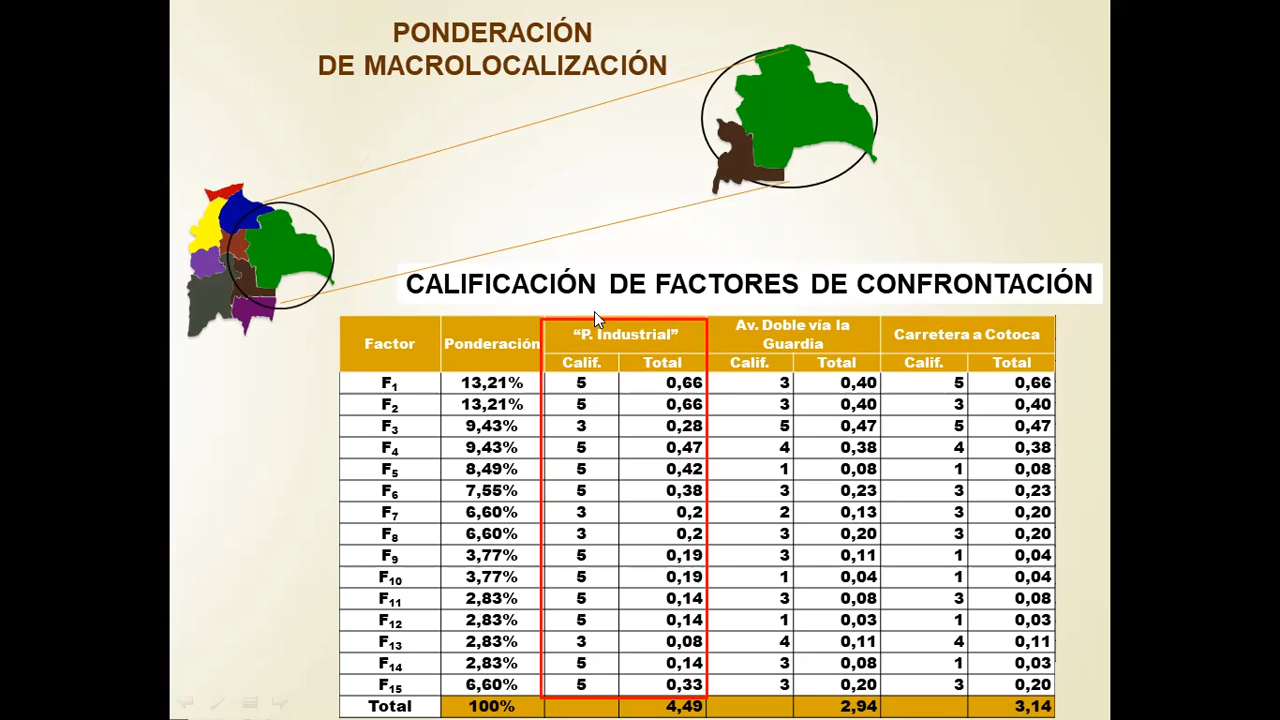 PONDERACIÓN
DE MACROLOCALIZACIÓN
CALIFICACIÓN DE FACTORES DE CONFRONTACIÓN
Factor Ponderación “P. Industrial” Av. Doble vía la Guardia Carretera a Cotoca
Calif. Total Calif. Total Calif. Total
F1 13,21% 5 0,66 3 0,40 5 0,66
F2 13,21% 5 0,66 3 0,40 3 0,40
F3 9,43% 3 0,28 5 0,47 5 0,47
F4 9,43% 5 0,47 4 0,38 4 0,38
F5 8,49% 5 0,42 1 0,08 1 0,08
F6 7,55% 5 0,38 3 0,23 3 0,23
F7 6,60% 3 0,2 2 0,13 3 0,20
F8 6,60% 3 0,2 3 0,20 3 0,20
F9 3,77% 5 0,19 3 0,11 1 0,04
F10 3,77% 5 0,19 1 0,04 1 0,04
F11 2,83% 5 0,14 3 0,08 3 0,08
F12 2,83% 5 0,14 1 0,03 1 0,03
F13 2,83% 3 0,08 4 0,11 4 0,11
F14 2,83% 5 0,14 3 0,08 1 0,03
F15 6,60% 5 0,33 3 0,20 3 0,20
Total 100% 4,49 2,94 3,14